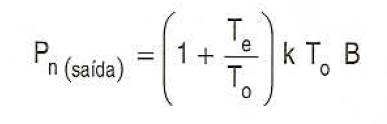 P_n (saída) = (1 + T_e/T_o) k T_o B